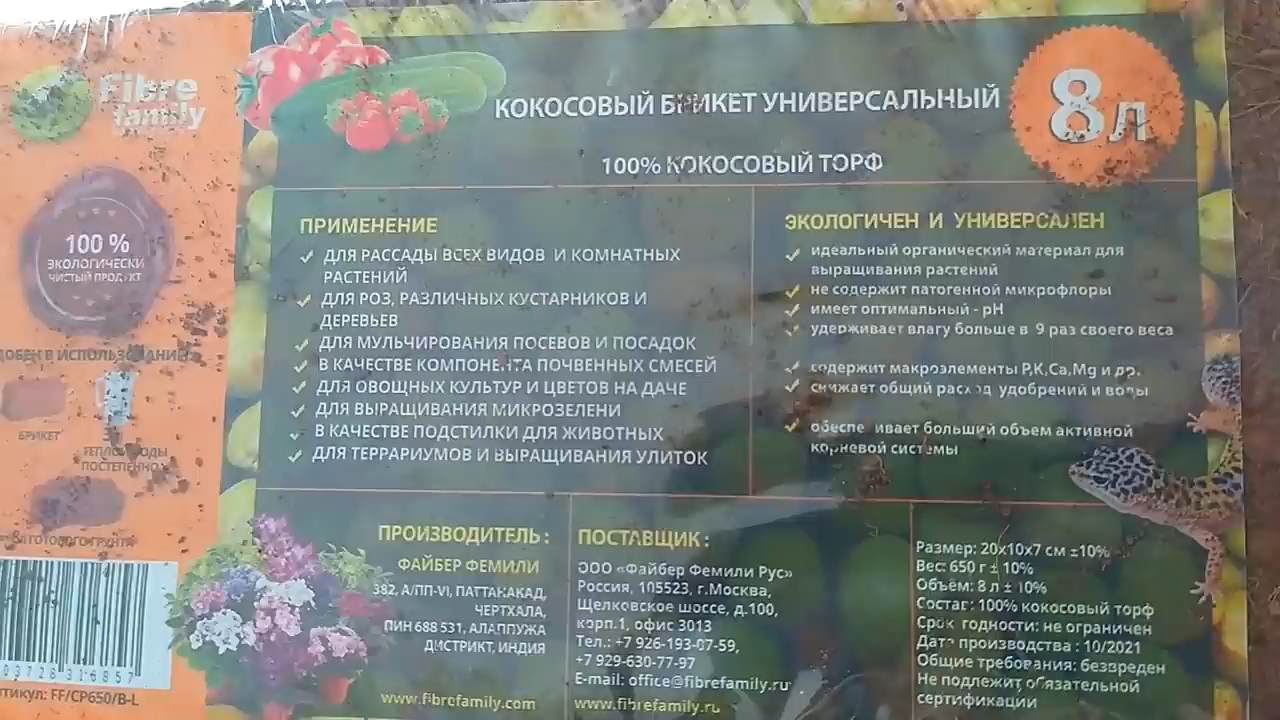 Fibre
family
100 %
ЭКОЛОГИЧЕСКИ
ЧИСТЫЙ ПРОДУКТ
В ИСПОЛЬЗОВАНИИ:
БРИКЕТ
ПОСТЕПЕННО
ГОТОВОГО ГРУНТА
03728 316857
FF/CP650/B-L
КОКОСОВЫЙ БРИКЕТ УНИВЕРСАЛЬНЫЙ
8л
100% КОКОСОВЫЙ ТОРФ
ПРИМЕНЕНИЕ
ДЛЯ РАССАДЫ ВСЕХ ВИДОВ И КОМНАТНЫХ
РАСТЕНИЙ
ДЛЯ РОЗ, РАЗЛИЧНЫХ КУСТАРНИКОВ И
ДЕРЕВЬЕВ
ДЛЯ МУЛЬЧИРОВАНИЯ ПОСЕВОВ И ПОСАДОК
В КАЧЕСТВЕ КОМПОНЕНТА ПОЧВЕННЫХ СМЕСЕЙ
ДЛЯ ОВОЩНЫХ КУЛЬТУР И ЦВЕТОВ НА ДАЧЕ
ДЛЯ ВЫРАЩИВАНИЯ МИКРОЗЕЛЕНИ
В КАЧЕСТВЕ ПОДСТИЛКИ ДЛЯ ЖИВОТНЫХ
ДЛЯ ТЕРРАРИУМОВ И ВЫРАЩИВАНИЯ УЛИТОК
ЭКОЛОГИЧЕН И УНИВЕРСАЛЕН
идеальный органический материал для
выращивания растений
не содержит патогенной микрофлоры
имеет оптимальный - pH
удерживает влагу больше в 9 раз своего веса
содержит макроэлементы P,K,Ca,Mg и др.
снижает общий расход удобрений и воды
обеспечивает больший объем активной
корневой системы
ПРОИЗВОДИТЕЛЬ :
ФАЙБЕР ФЕМИЛИ
382, А/ПП-VI, ПАТТАНАКАД,
ЧЕРТХАЛА,
ПИН 688 531, АЛАППУЖА
ДИСТРИКТ, ИНДИЯ
www.fibrefamily.com
ПОСТАВЩИК :
ООО «Файбер Фемили Рус»
Россия, 105523, г.Москва,
Щелковское шоссе, д.100,
корп.1, офис 3013
Тел.: +7 926-193-07-59,
+7 929-630-77-97
E-mail: office@fibrefamily.ru
www.fibrefamily.ru
Размер: 20х10х7 см ±10%
Вес: 650 г ± 10%
Объём: 8 л ± 10%
Состав: 100% кокосовый торф
Срок годности: не ограничен
Дата производства : 10/2021
Общие требования: безвреден
Не подлежит обязательной
сертификации